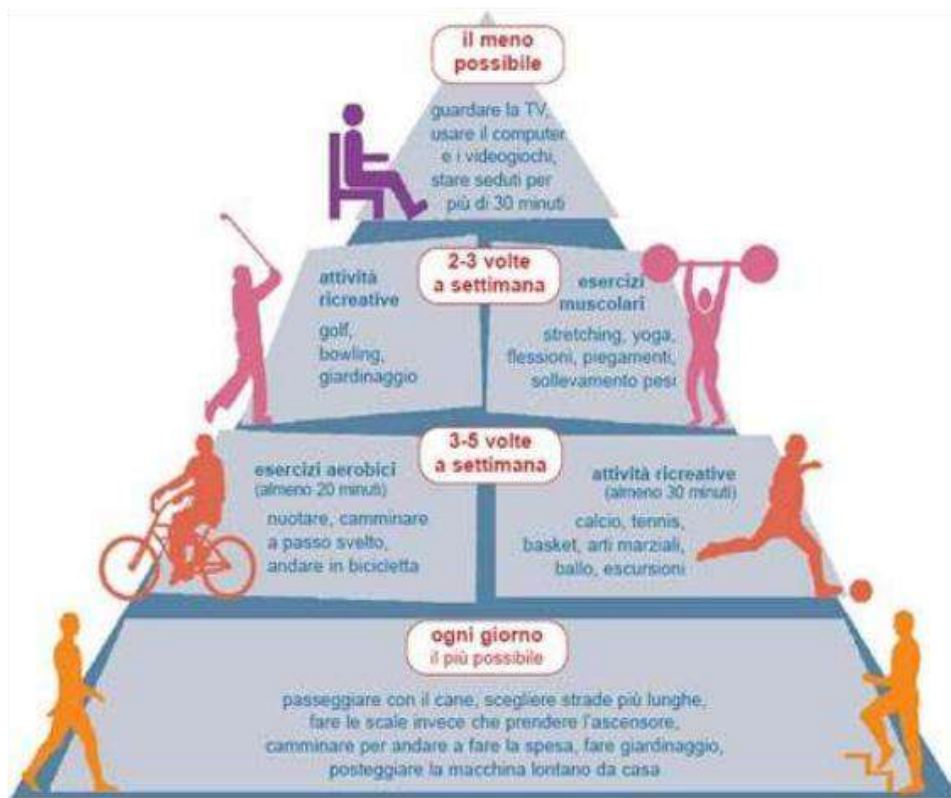 il meno
possibile
guardare la TV,
usare il computer
e i videogiochi,
stare seduti per
più di 30 minuti
2-3 volte
a settimana
attività
ricreative
golf,
bowling,
giardinaggio
esercizi
muscolari
stretching, yoga,
flessioni, piegamenti,
sollevamento pesi
3-5 volte
a settimana
esercizi aerobici
(almeno 20 minuti)
nuotare, camminare
a passo svelto,
andare in bicicletta
attività ricreative
(almeno 30 minuti)
calcio, tennis,
basket, arti marziali,
ballo, escursioni
ogni giorno
il più possibile
passeggiare con il cane, scegliere strade più lunghe,
fare le scale invece che prendere l'ascensore,
camminare per andare a fare la spesa, fare giardinaggio,
posteggiare la macchina lontano da casa